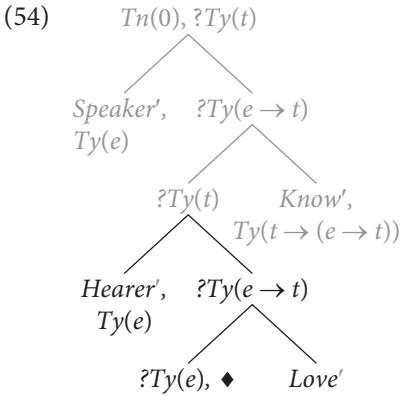 (54) Tn(0), ?Ty(t)
Speaker′, ?Ty(e → t)
Ty(e)
?Ty(t) Know′,
Ty(t → (e → t))
Hearer′, ?Ty(e → t)
Ty(e)
?Ty(e), ♦ Love′